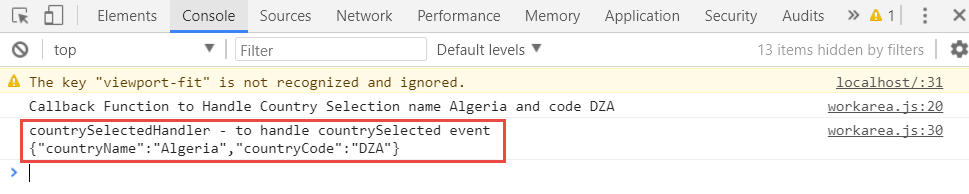 Elements Console Sources Network Performance Memory Application Security Audits » 1
top Filter Default levels 13 items hidden by filters
The key "viewport-fit" is not recognized and ignored. localhost/:31
Callback Function to Handle Country Selection name Algeria and code DZA workarea.js:20
countrySelectedHandler - to handle countrySelected event workarea.js:30
{"countryName":"Algeria","countryCode":"DZA"}